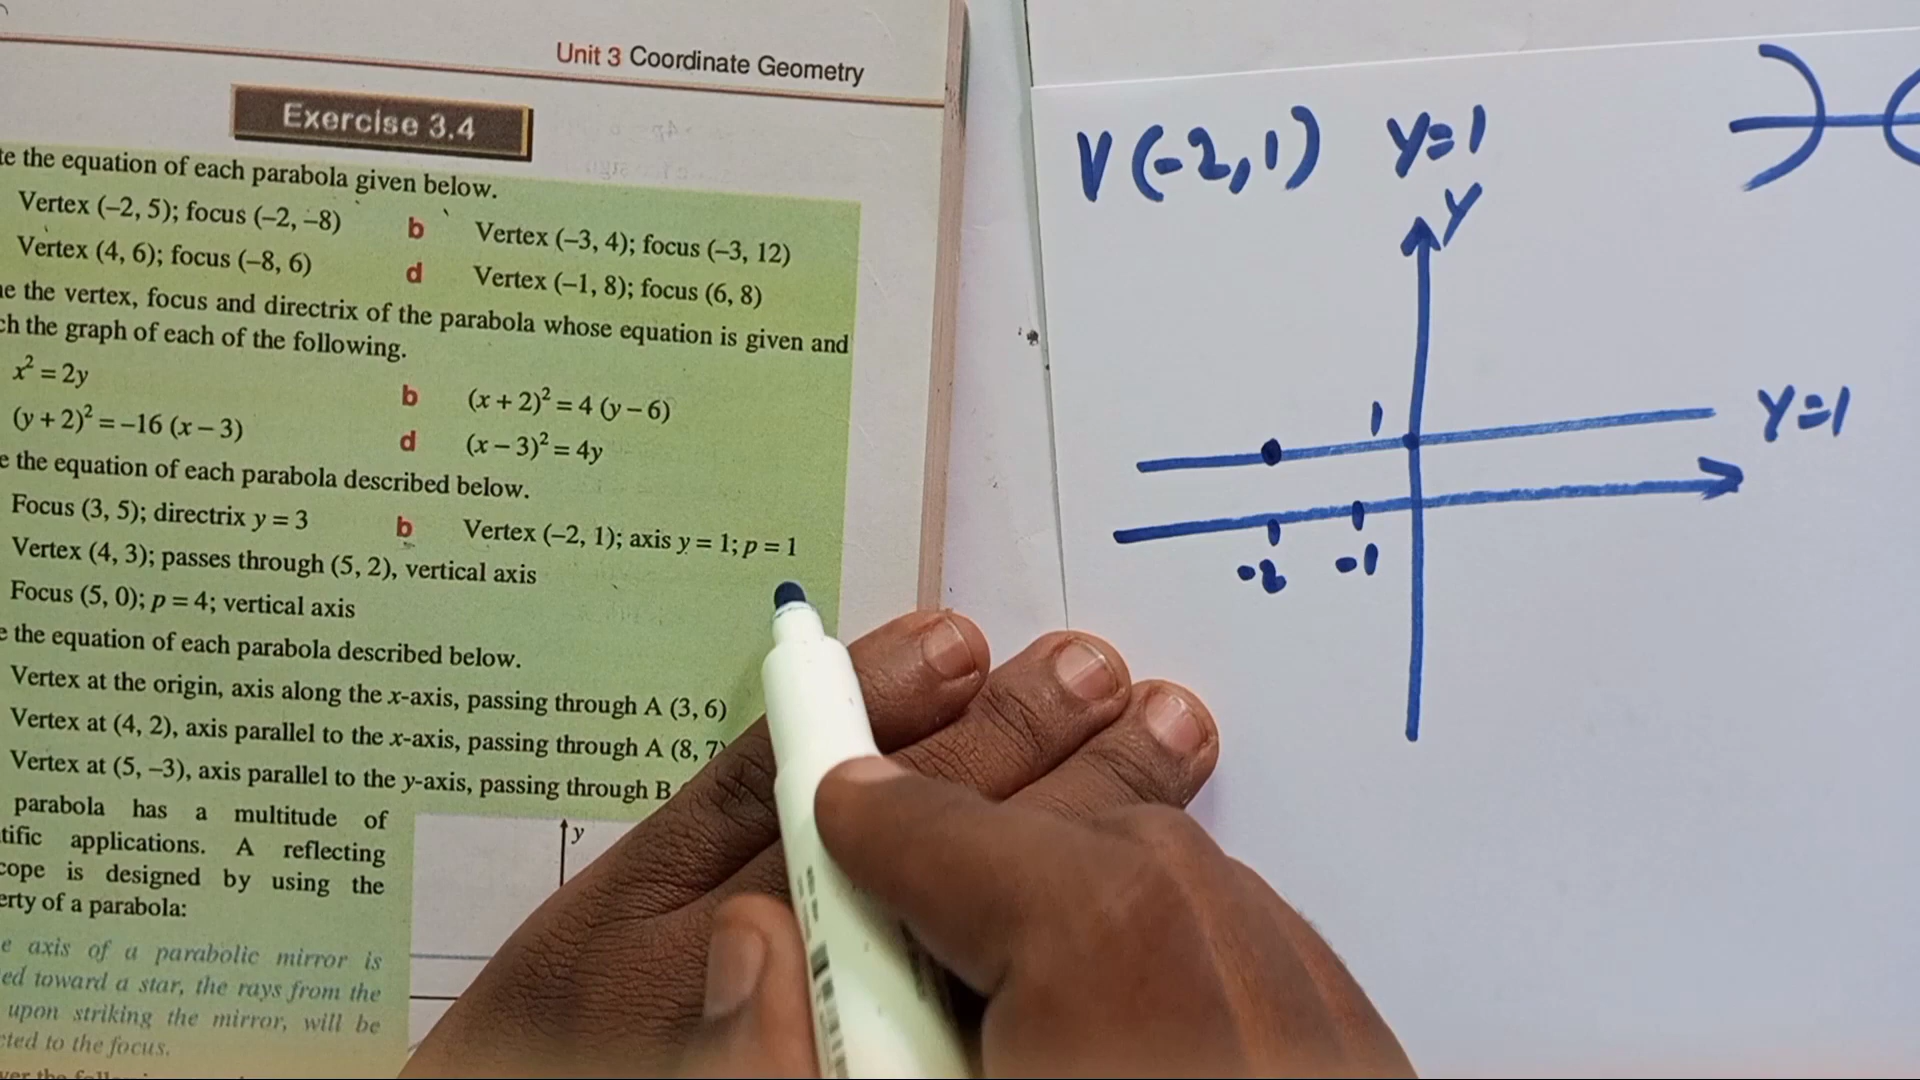 Unit 3 Coordinate Geometry
Exercise 3.4
te the equation of each parabola given below.
Vertex (–2, 5); focus (–2, –8) b Vertex (–3, 4); focus (–3, 12)
Vertex (4, 6); focus (–8, 6) d Vertex (–1, 8); focus (6, 8)
ne the vertex, focus and directrix of the parabola whose equation is given and
ch the graph of each of the following.
x² = 2y b (x + 2)² = 4 (y – 6)
(y + 2)² = –16 (x – 3) d (x – 3)² = 4y
e the equation of each parabola described below.
Focus (3, 5); directrix y = 3 b Vertex (–2, 1); axis y = 1; p = 1
Vertex (4, 3); passes through (5, 2), vertical axis
Focus (5, 0); p = 4; vertical axis
e the equation of each parabola described below.
Vertex at the origin, axis along the x-axis, passing through A (3, 6)
Vertex at (4, 2), axis parallel to the x-axis, passing through A (8, 7)
Vertex at (5, –3), axis parallel to the y-axis, passing through B
parabola has a multitude of
tific applications. A reflecting
cope is designed by using the
erty of a parabola:
e axis of a parabolic mirror is
ed toward a star, the rays from the
upon striking the mirror, will be
cted to the focus.
y
V(-2,1) y=1
y
1
y=1
-2 -1